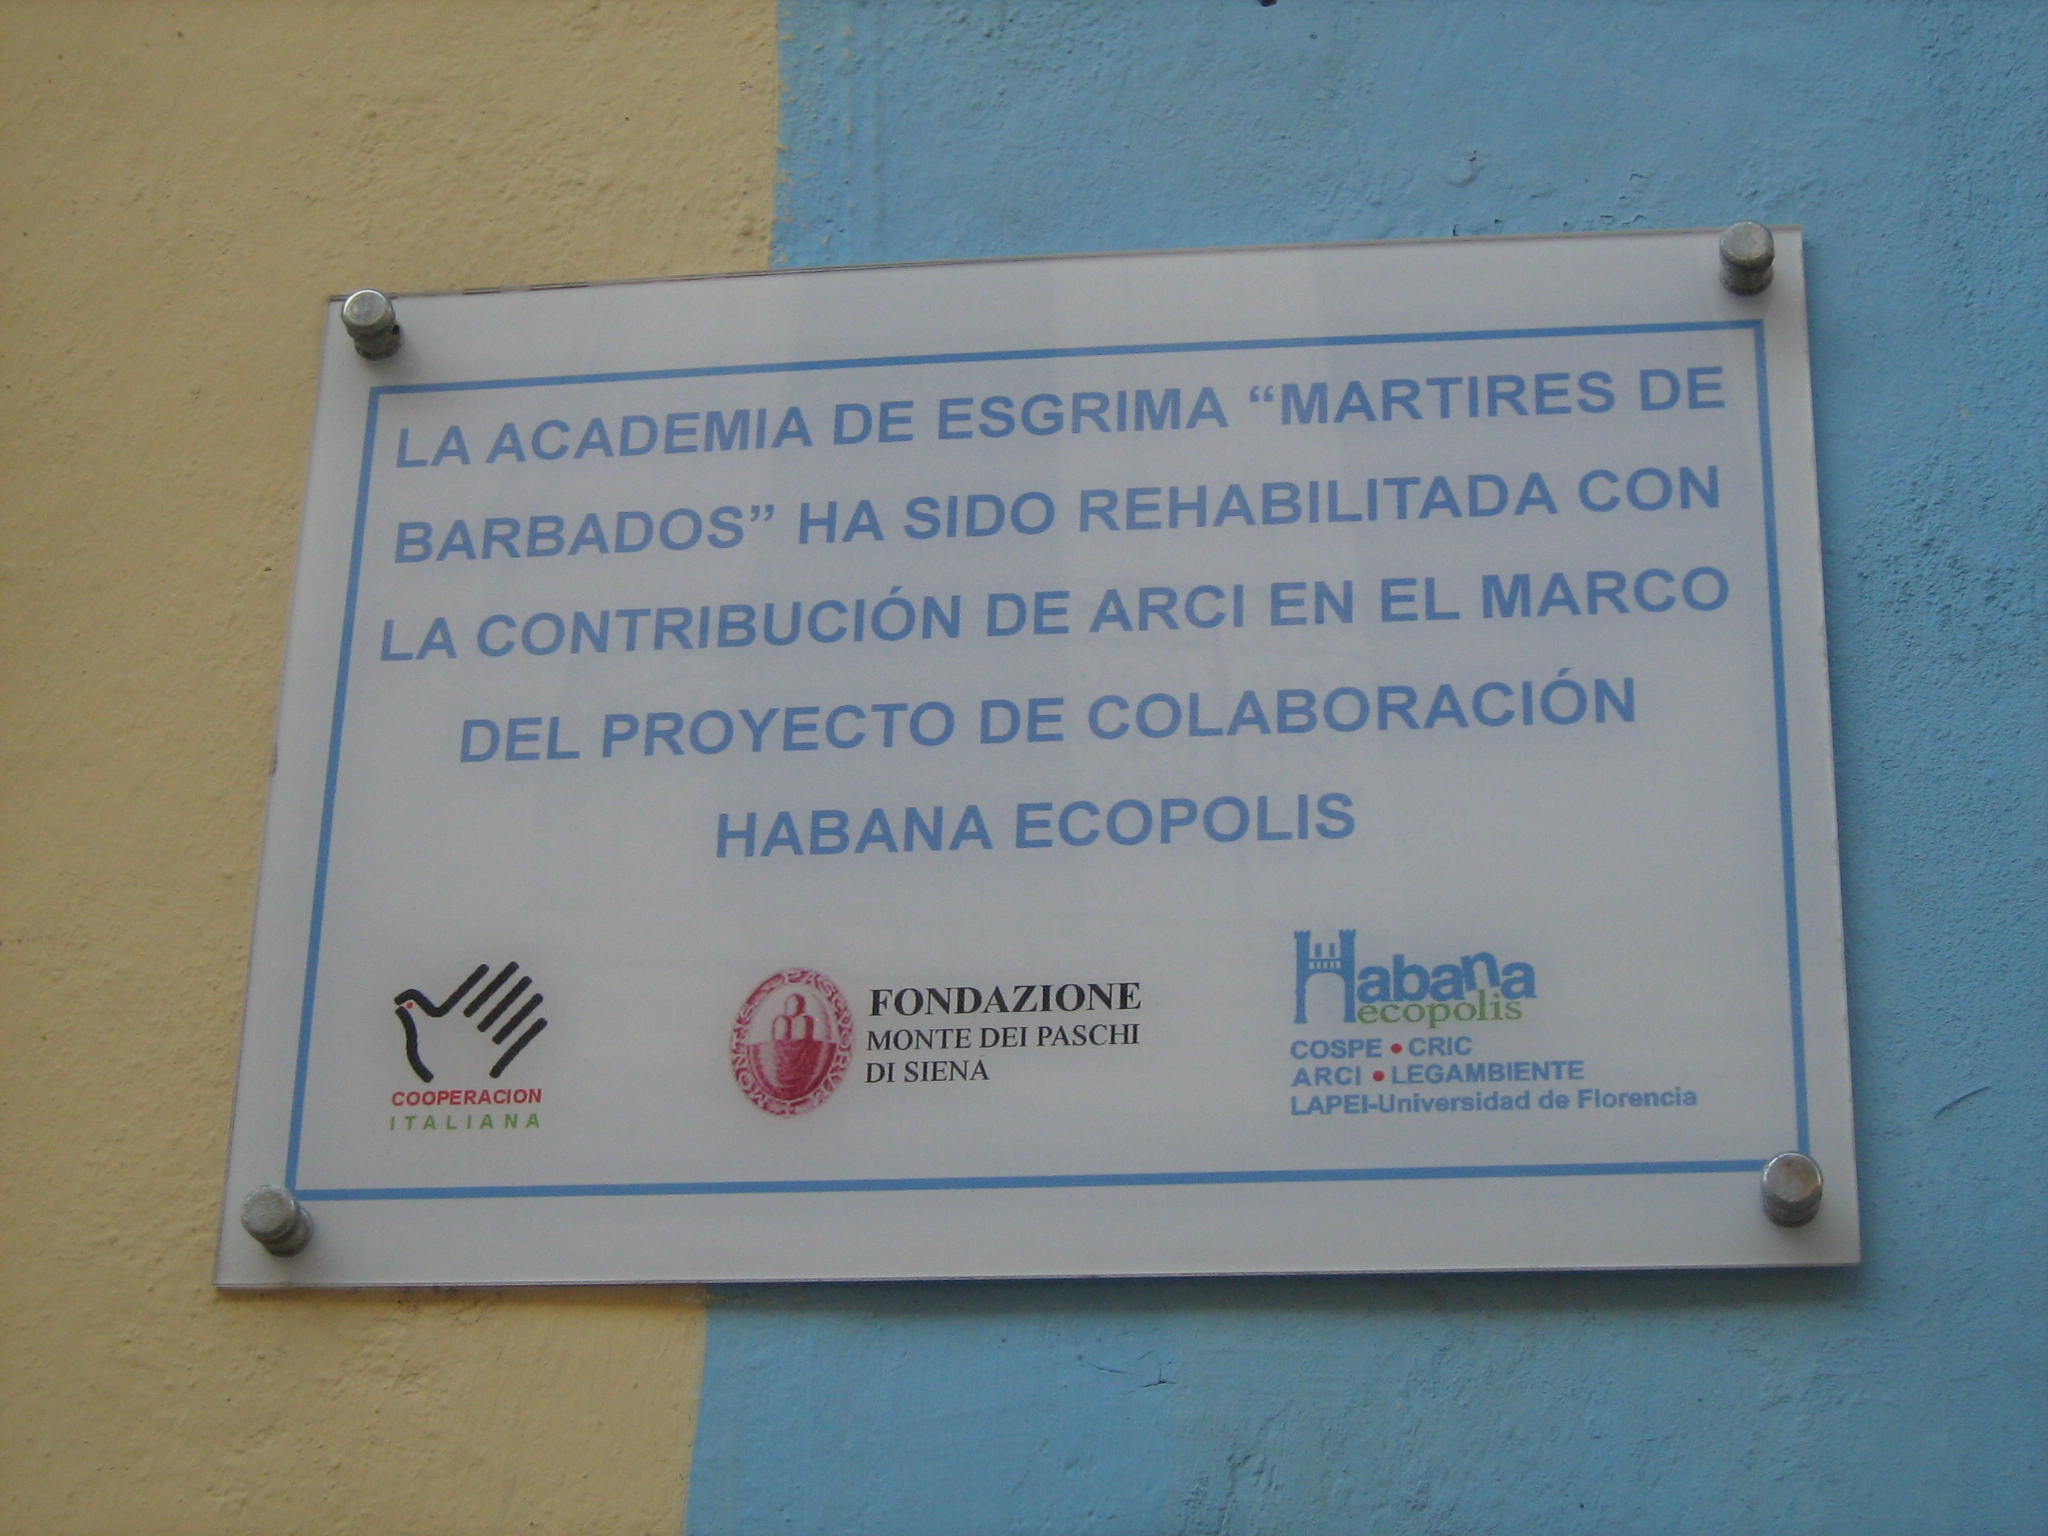 LA ACADEMIA DE ESGRIMA “MARTIRES DE
BARBADOS” HA SIDO REHABILITADA CON
LA CONTRIBUCIÓN DE ARCI EN EL MARCO
DEL PROYECTO DE COLABORACIÓN
HABANA ECOPOLIS
COOPERACION
ITALIANA
FONDAZIONE
MONTE DEI PASCHI
DI SIENA
Habana
ecopolis
COSPE • CRIC
ARCI • LEGAMBIENTE
LAPEI-Universidad de Florencia